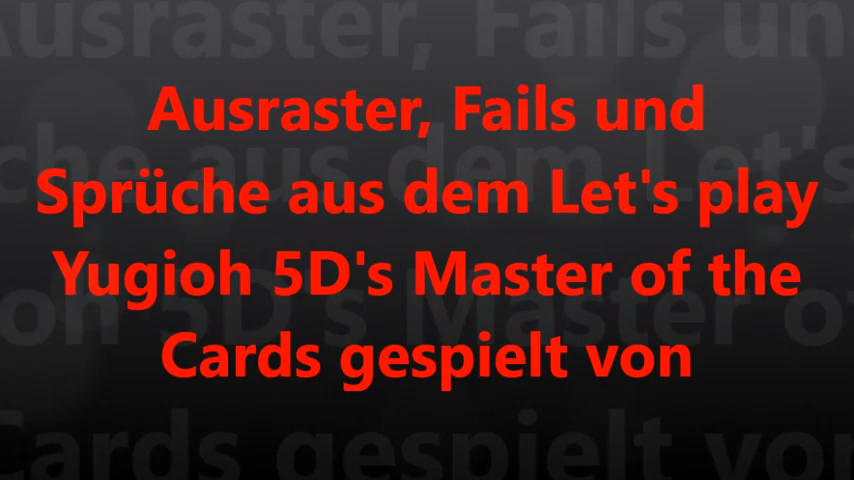 Ausraster, Fails und
Sprüche aus dem Let's play
Yugioh 5D's Master of the
Cards gespielt von